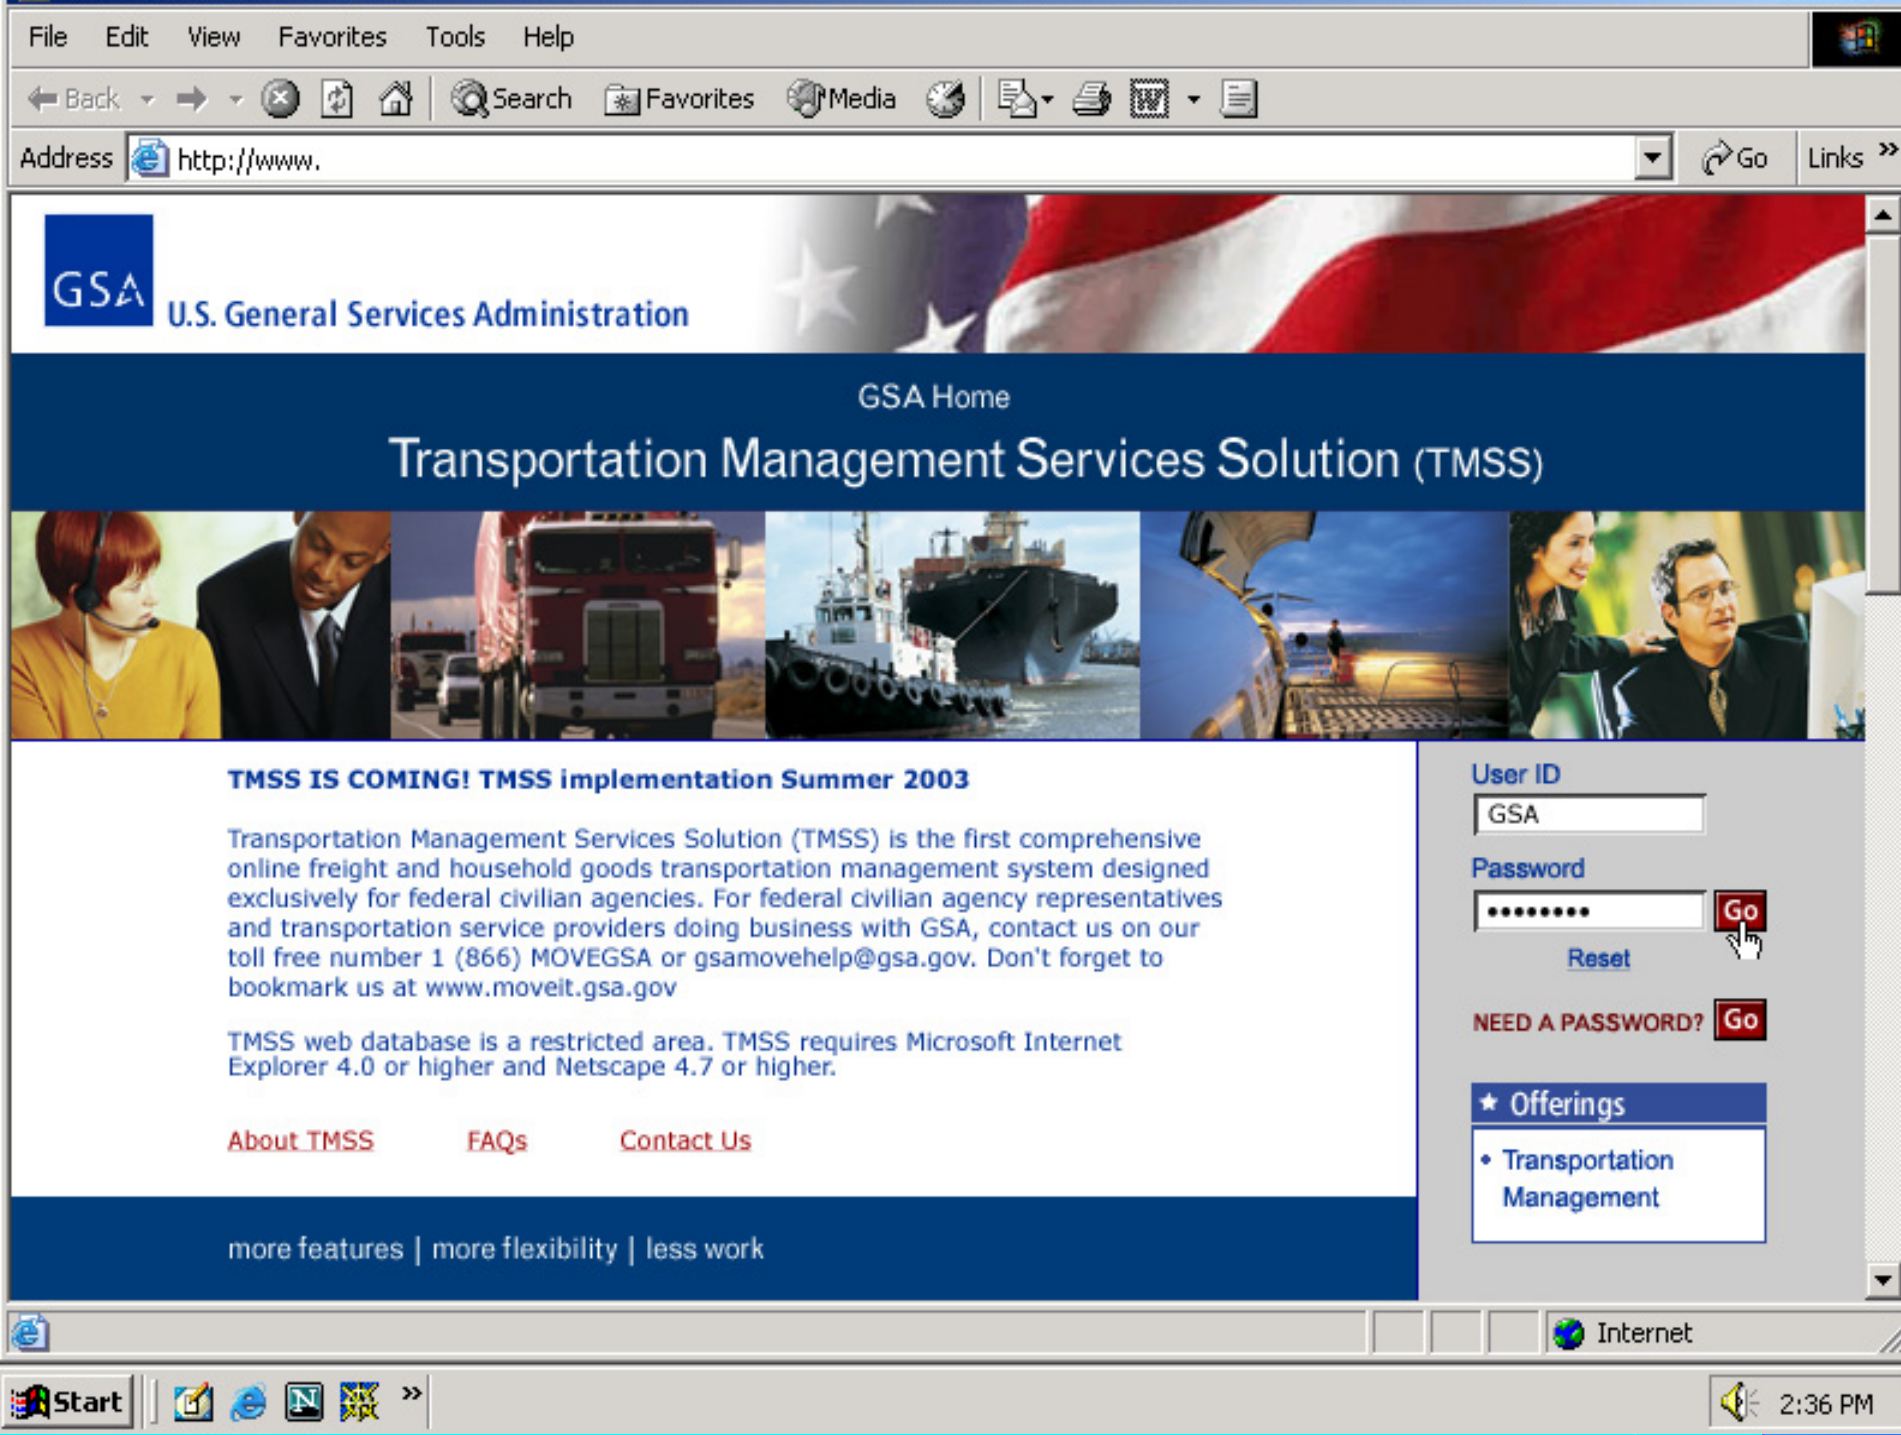 File Edit View Favorites Tools Help
Back Search Favorites Media
Address http://www. Go Links »
GSA
U.S. General Services Administration
GSA Home
Transportation Management Services Solution (TMSS)
TMSS IS COMING! TMSS implementation Summer 2003
Transportation Management Services Solution (TMSS) is the first comprehensive
online freight and household goods transportation management system designed
exclusively for federal civilian agencies. For federal civilian agency representatives
and transportation service providers doing business with GSA, contact us on our
toll free number 1 (866) MOVEGSA or gsamovehelp@gsa.gov. Don't forget to
bookmark us at www.moveit.gsa.gov
TMSS web database is a restricted area. TMSS requires Microsoft Internet
Explorer 4.0 or higher and Netscape 4.7 or higher.
About TMSS FAQs Contact Us
more features | more flexibility | less work
User ID
GSA
Password
•••••••• Go
Reset
NEED A PASSWORD? Go
★ Offerings
• Transportation
Management
Internet
Start N » 2:36 PM